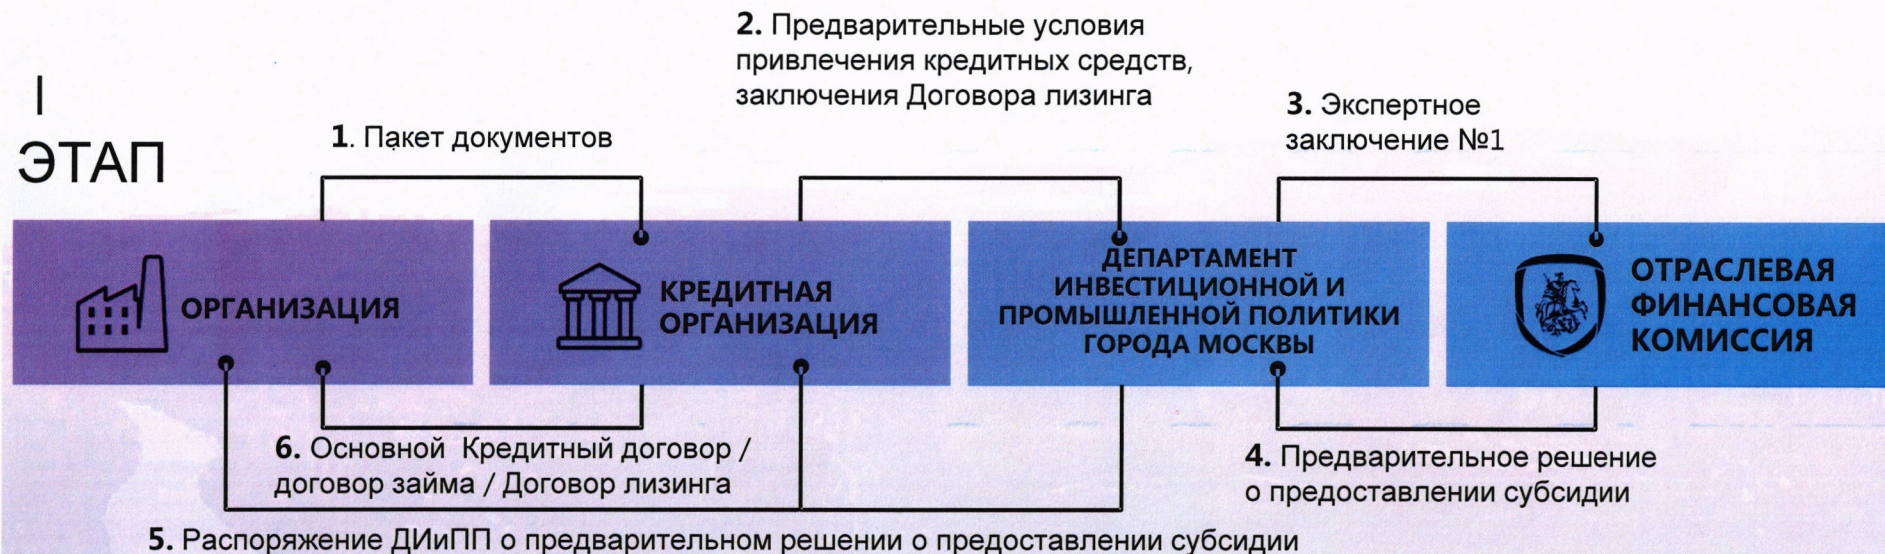 I
ЭТАП
1. Пакет документов
2. Предварительные условия
привлечения кредитных средств,
заключения Договора лизинга
3. Экспертное
заключение №1
ОРГАНИЗАЦИЯ
КРЕДИТНАЯ
ОРГАНИЗАЦИЯ
ДЕПАРТАМЕНТ
ИНВЕСТИЦИОННОЙ И
ПРОМЫШЛЕННОЙ ПОЛИТИКИ
ГОРОДА МОСКВЫ
ОТРАСЛЕВАЯ
ФИНАНСОВАЯ
КОМИССИЯ
6. Основной Кредитный договор /
договор займа / Договор лизинга
4. Предварительное решение
о предоставлении субсидии
5. Распоряжение ДИиПП о предварительном решении о предоставлении субсидии